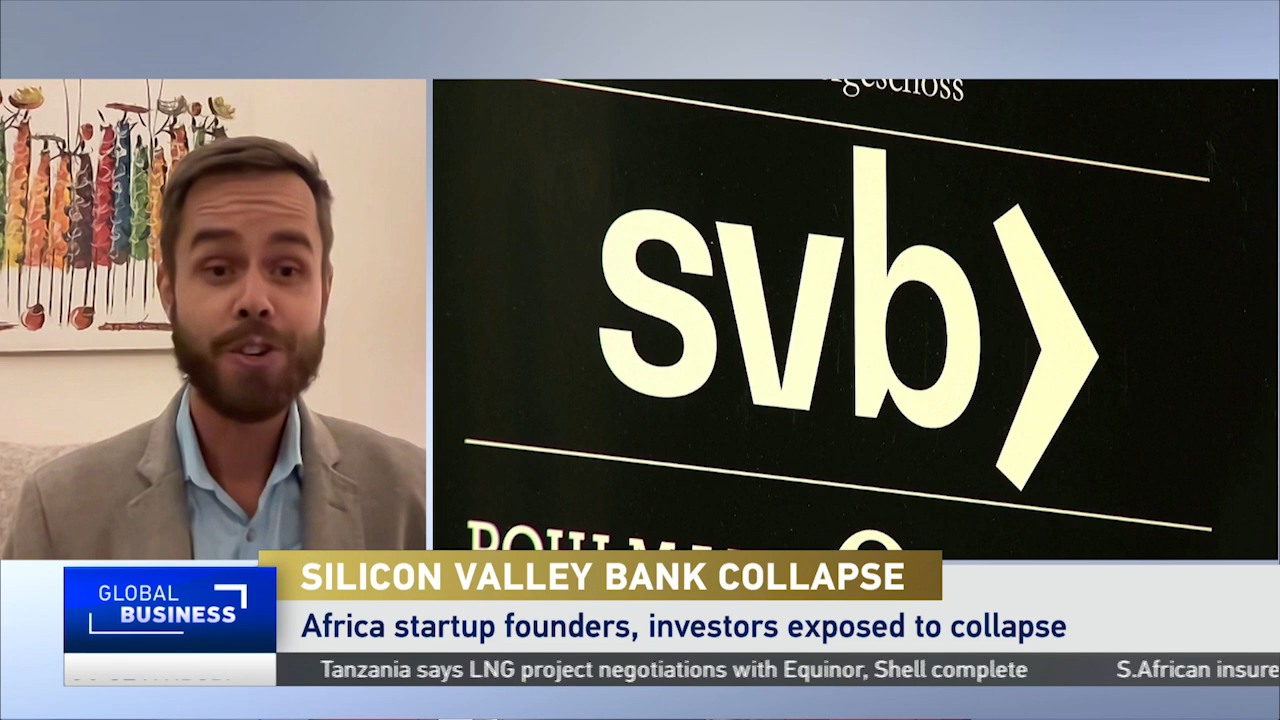 svb
GLOBAL
BUSINESS
SILICON VALLEY BANK COLLAPSE
Africa startup founders, investors exposed to collapse
Tanzania says LNG project negotiations with Equinor, Shell complete
S.African insure